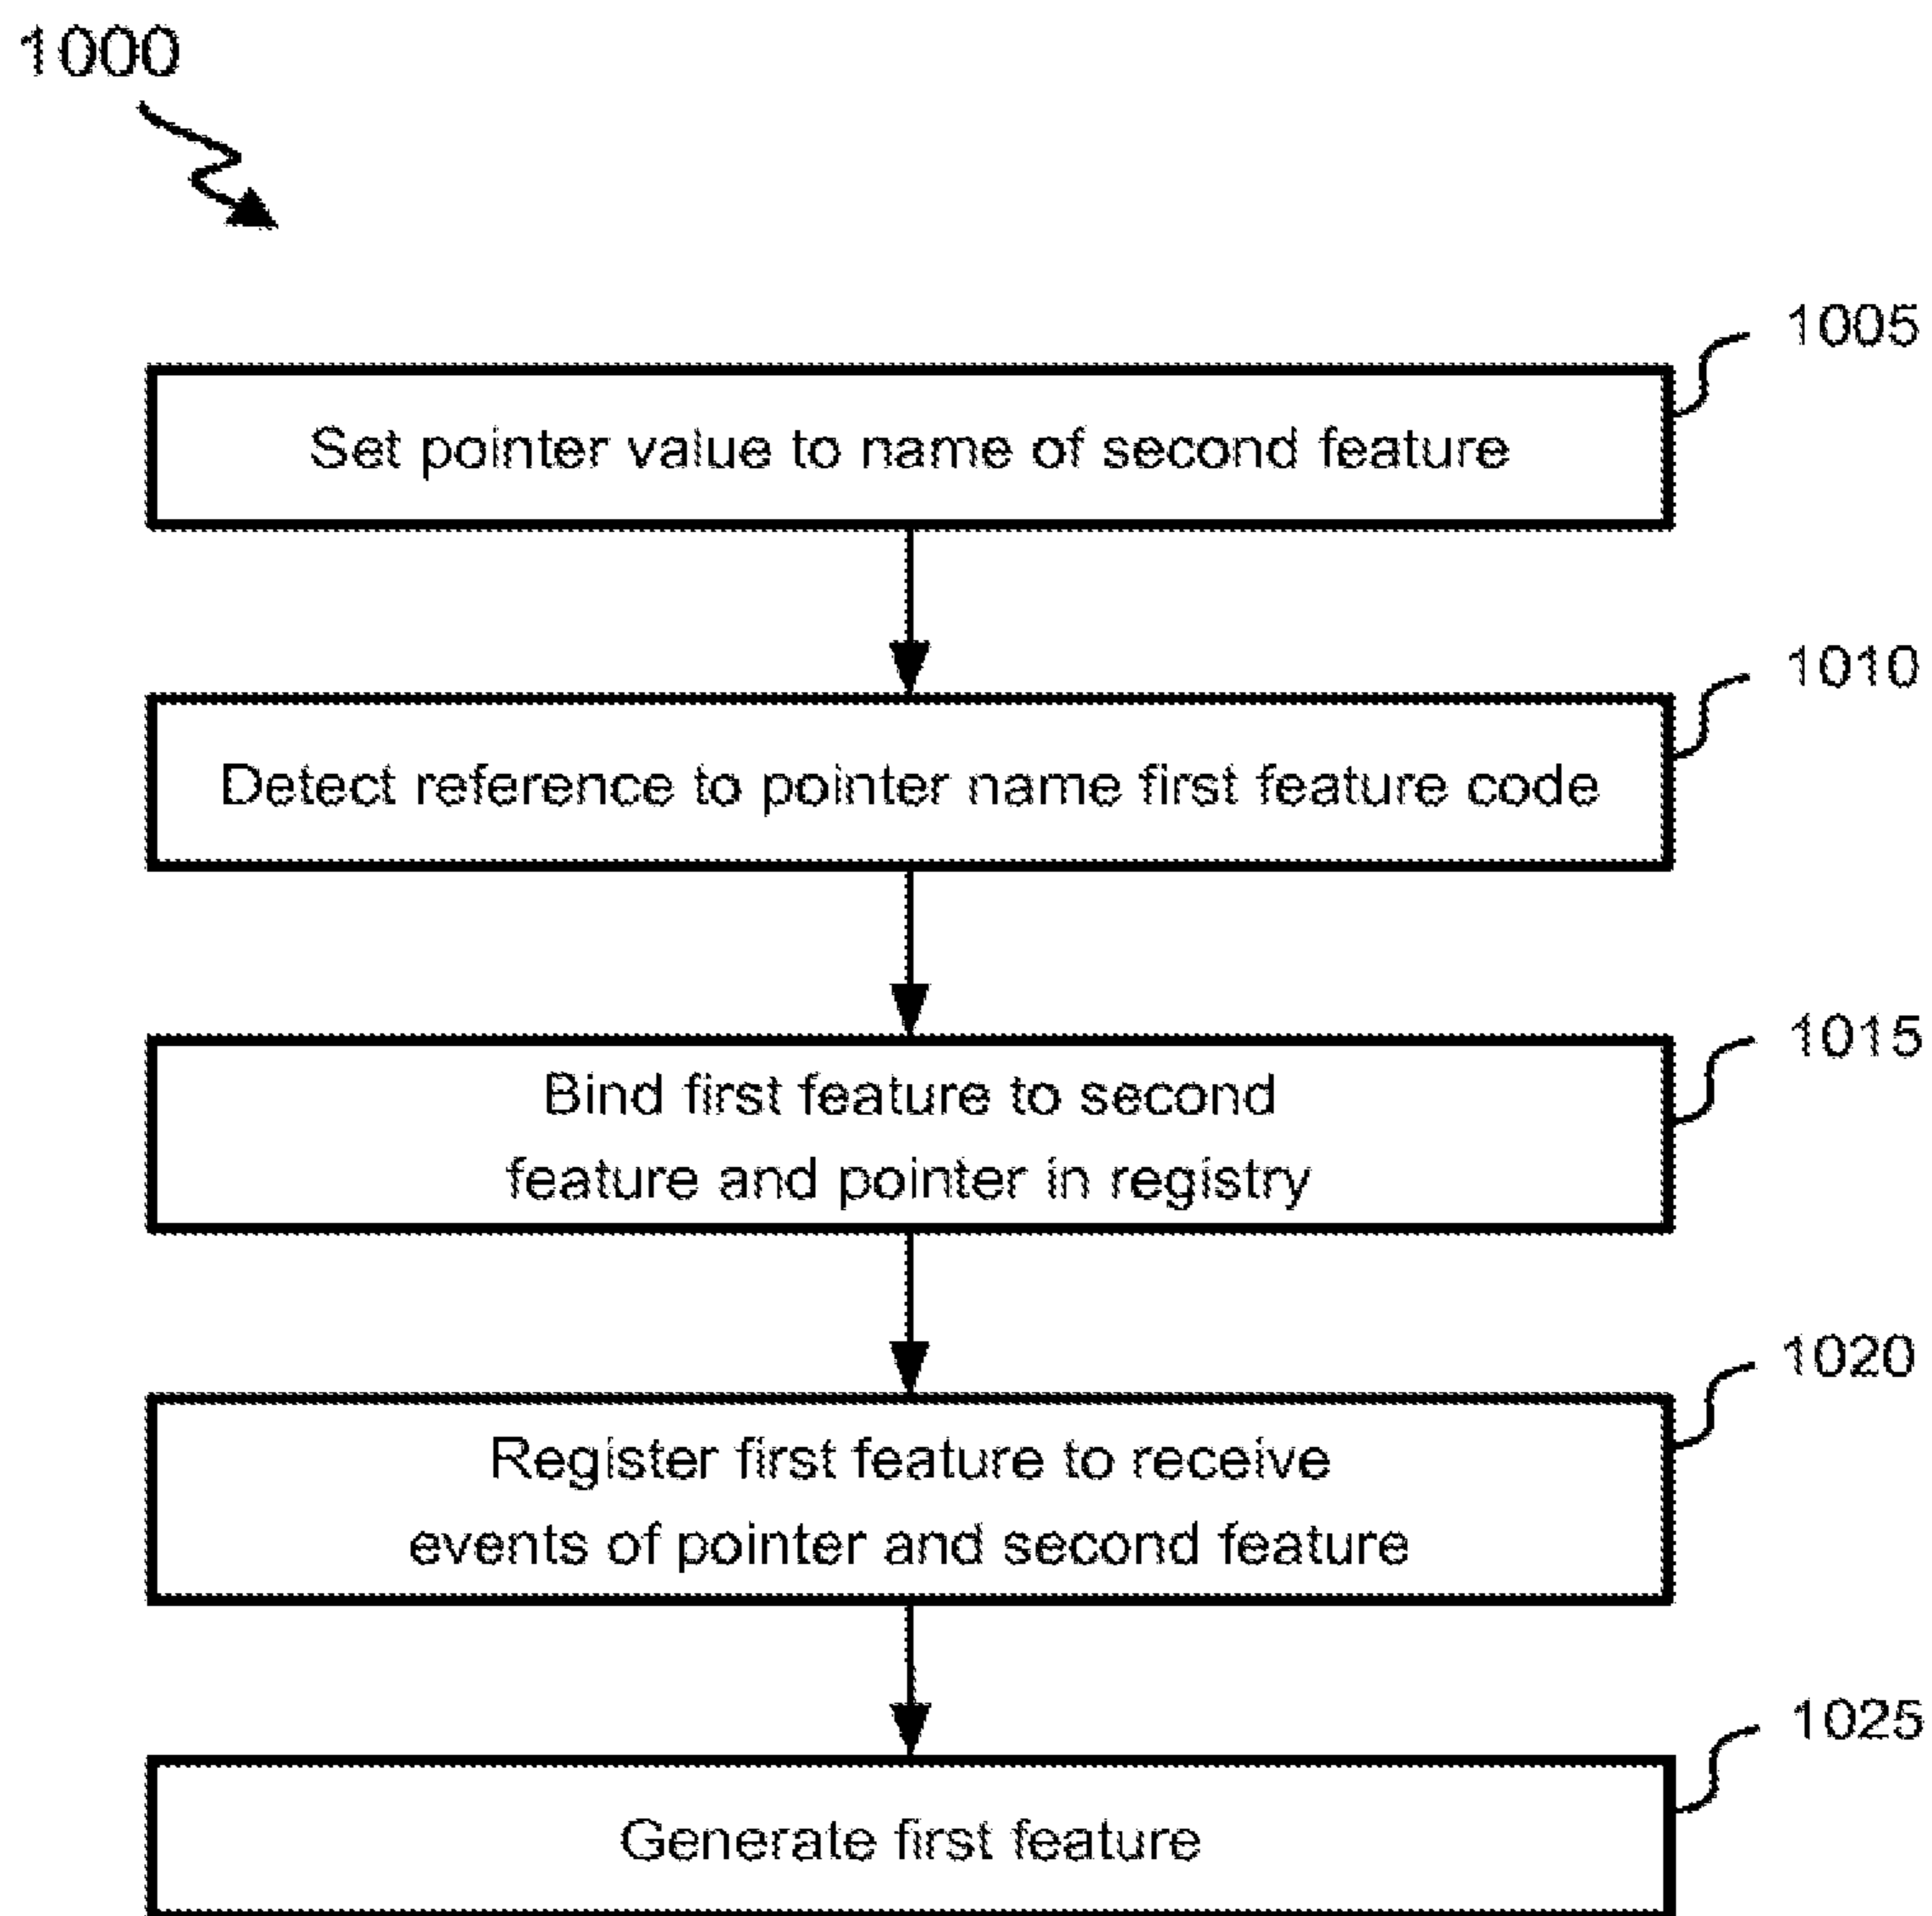 1000
1005
Set pointer value to name of second feature
1010
Detect reference to pointer name first feature code
1015
Bind first feature to second
feature and pointer in registry
1020
Register first feature to receive
events of pointer and second feature
1025
Generate first feature